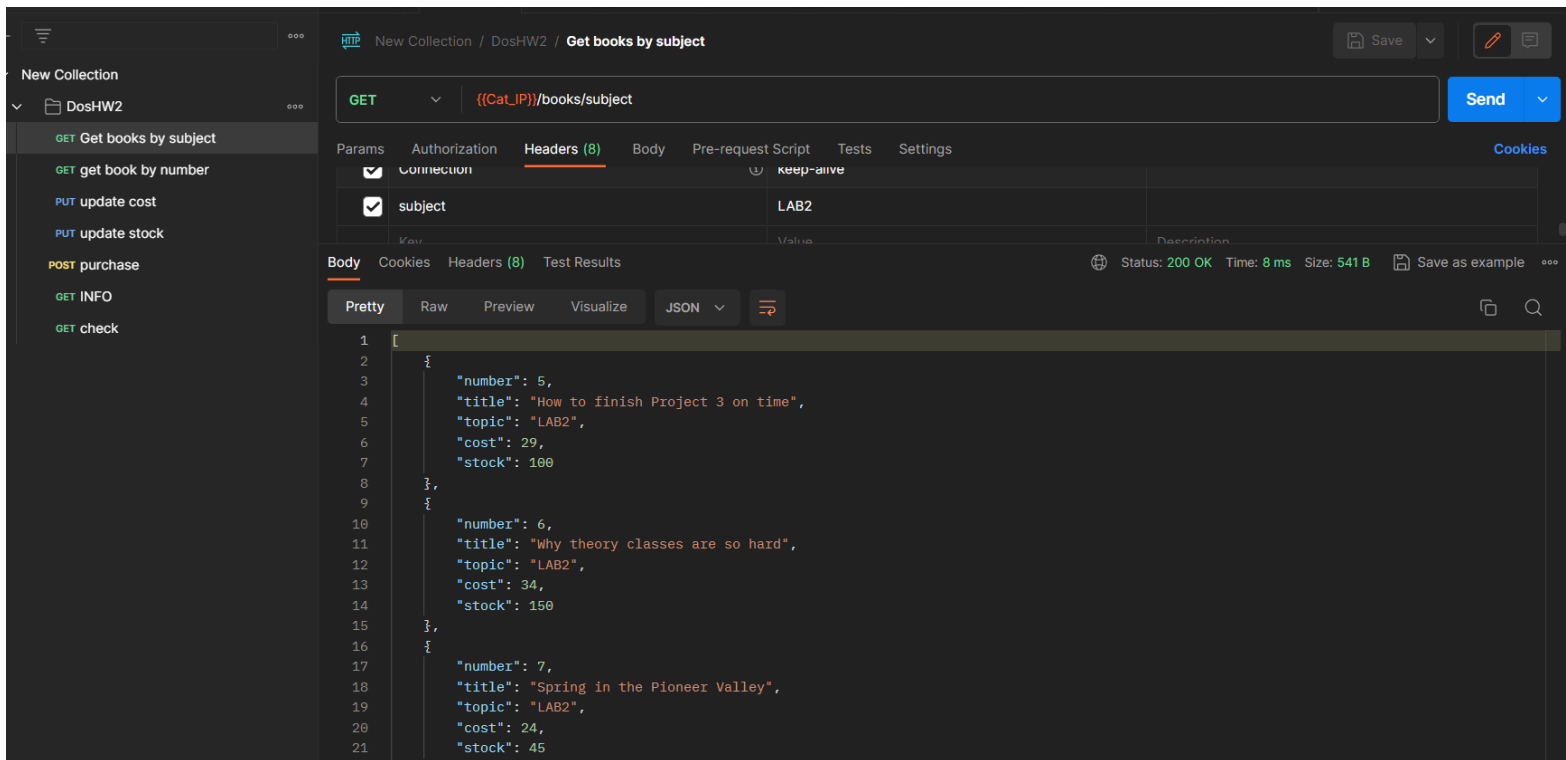 New Collection / DosHW2 / Get books by subject
Save
New Collection
DosHW2
GET Get books by subject
GET get book by number
PUT update cost
PUT update stock
POST purchase
GET INFO
GET check
GET {{Cat_IP}}/books/subject
Send
Params Authorization Headers (8) Body Pre-request Script Tests Settings Cookies
Connection keep-alive
subject LAB2
Key Value Description
Body Cookies Headers (8) Test Results Status: 200 OK Time: 8 ms Size: 541 B Save as example
Pretty Raw Preview Visualize JSON
1 [
2 {
3 "number": 5,
4 "title": "How to finish Project 3 on time",
5 "topic": "LAB2",
6 "cost": 29,
7 "stock": 100
8 },
9 {
10 "number": 6,
11 "title": "Why theory classes are so hard",
12 "topic": "LAB2",
13 "cost": 34,
14 "stock": 150
15 },
16 {
17 "number": 7,
18 "title": "Spring in the Pioneer Valley",
19 "topic": "LAB2",
20 "cost": 24,
21 "stock": 45